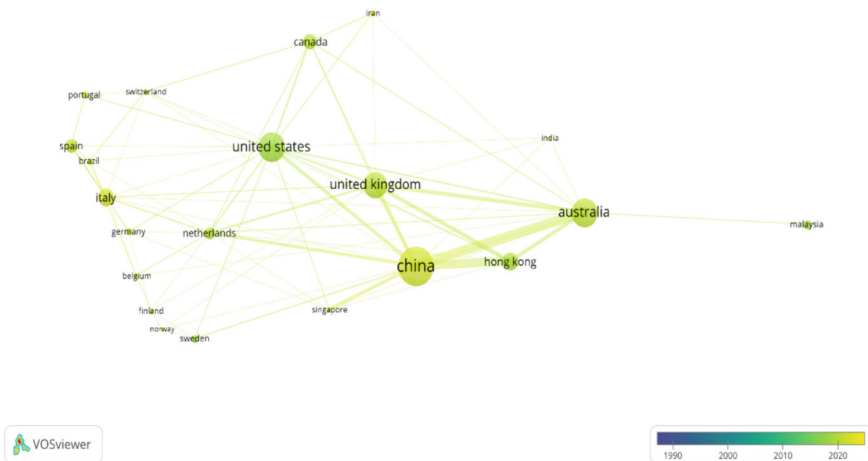 iran
canada
switzerland
portugal
india
spain
united states
brazil
united kingdom
italy
australia
malaysia
germany
netherlands
china
hong kong
belgium
singapore
finland
norway
sweden
VOSviewer
1990 2000 2010 2020